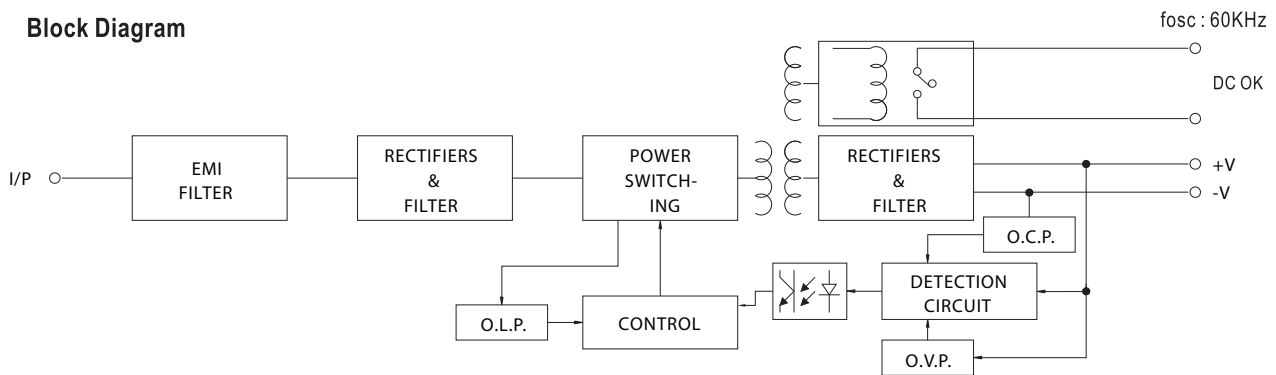 Block Diagram
fosc : 60KHz
DC OK
I/P
EMI
FILTER
RECTIFIERS
&
FILTER
POWER
SWITCH-
ING
RECTIFIERS
&
FILTER
+V
-V
O.C.P.
DETECTION
CIRCUIT
O.L.P.
CONTROL
O.V.P.